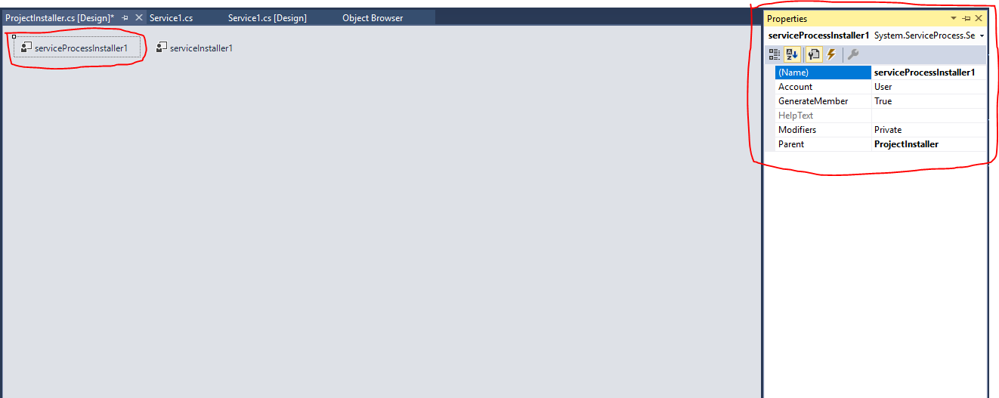 ProjectInstaller.cs [Design]* Service1.cs Service1.cs [Design] Object Browser
serviceProcessInstaller1 serviceInstaller1
Properties
serviceProcessInstaller1 System.ServiceProcess.Se
(Name) serviceProcessInstaller1
Account User
GenerateMember True
HelpText
Modifiers Private
Parent ProjectInstaller